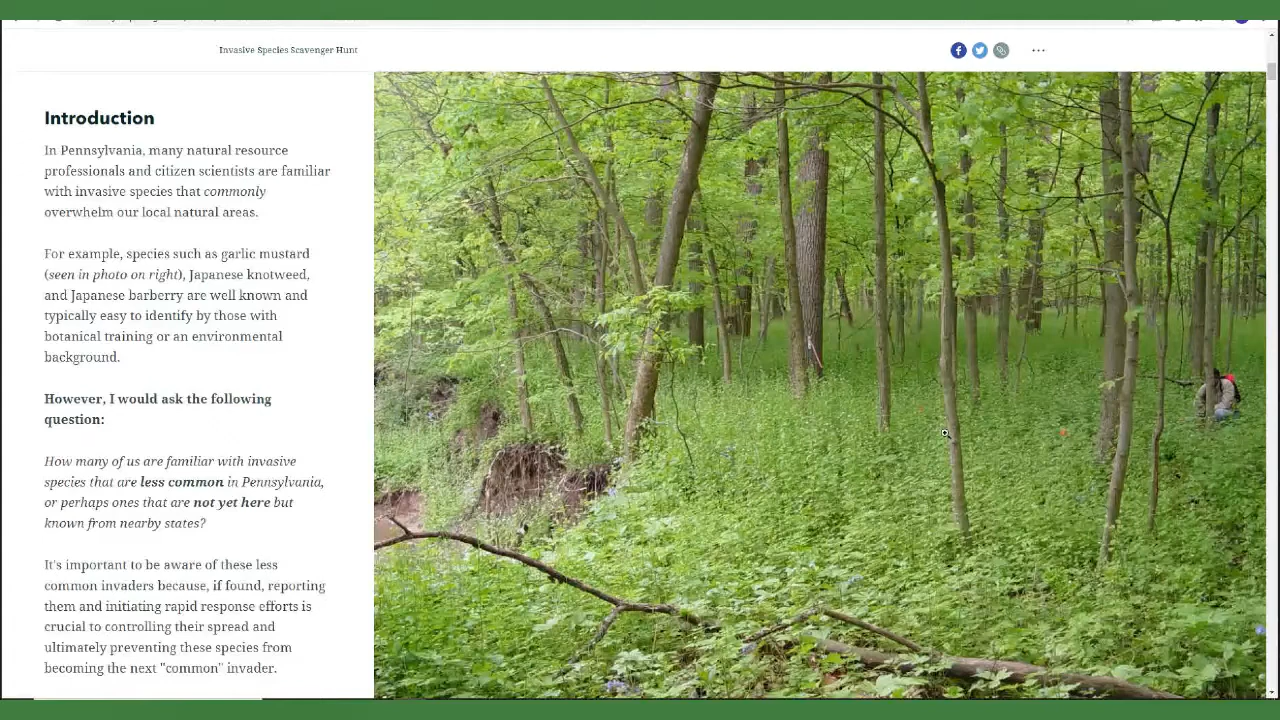 Invasive Species Scavenger Hunt
Introduction
In Pennsylvania, many natural resource
professionals and citizen scientists are familiar
with invasive species that commonly
overwhelm our local natural areas.
For example, species such as garlic mustard
(seen in photo on right), Japanese knotweed,
and Japanese barberry are well known and
typically easy to identify by those with
botanical training or an environmental
background.
However, I would ask the following
question:
How many of us are familiar with invasive
species that are less common in Pennsylvania,
or perhaps ones that are not yet here but
known from nearby states?
It's important to be aware of these less
common invaders because, if found, reporting
them and initiating rapid response efforts is
crucial to controlling their spread and
ultimately preventing these species from
becoming the next "common" invader.